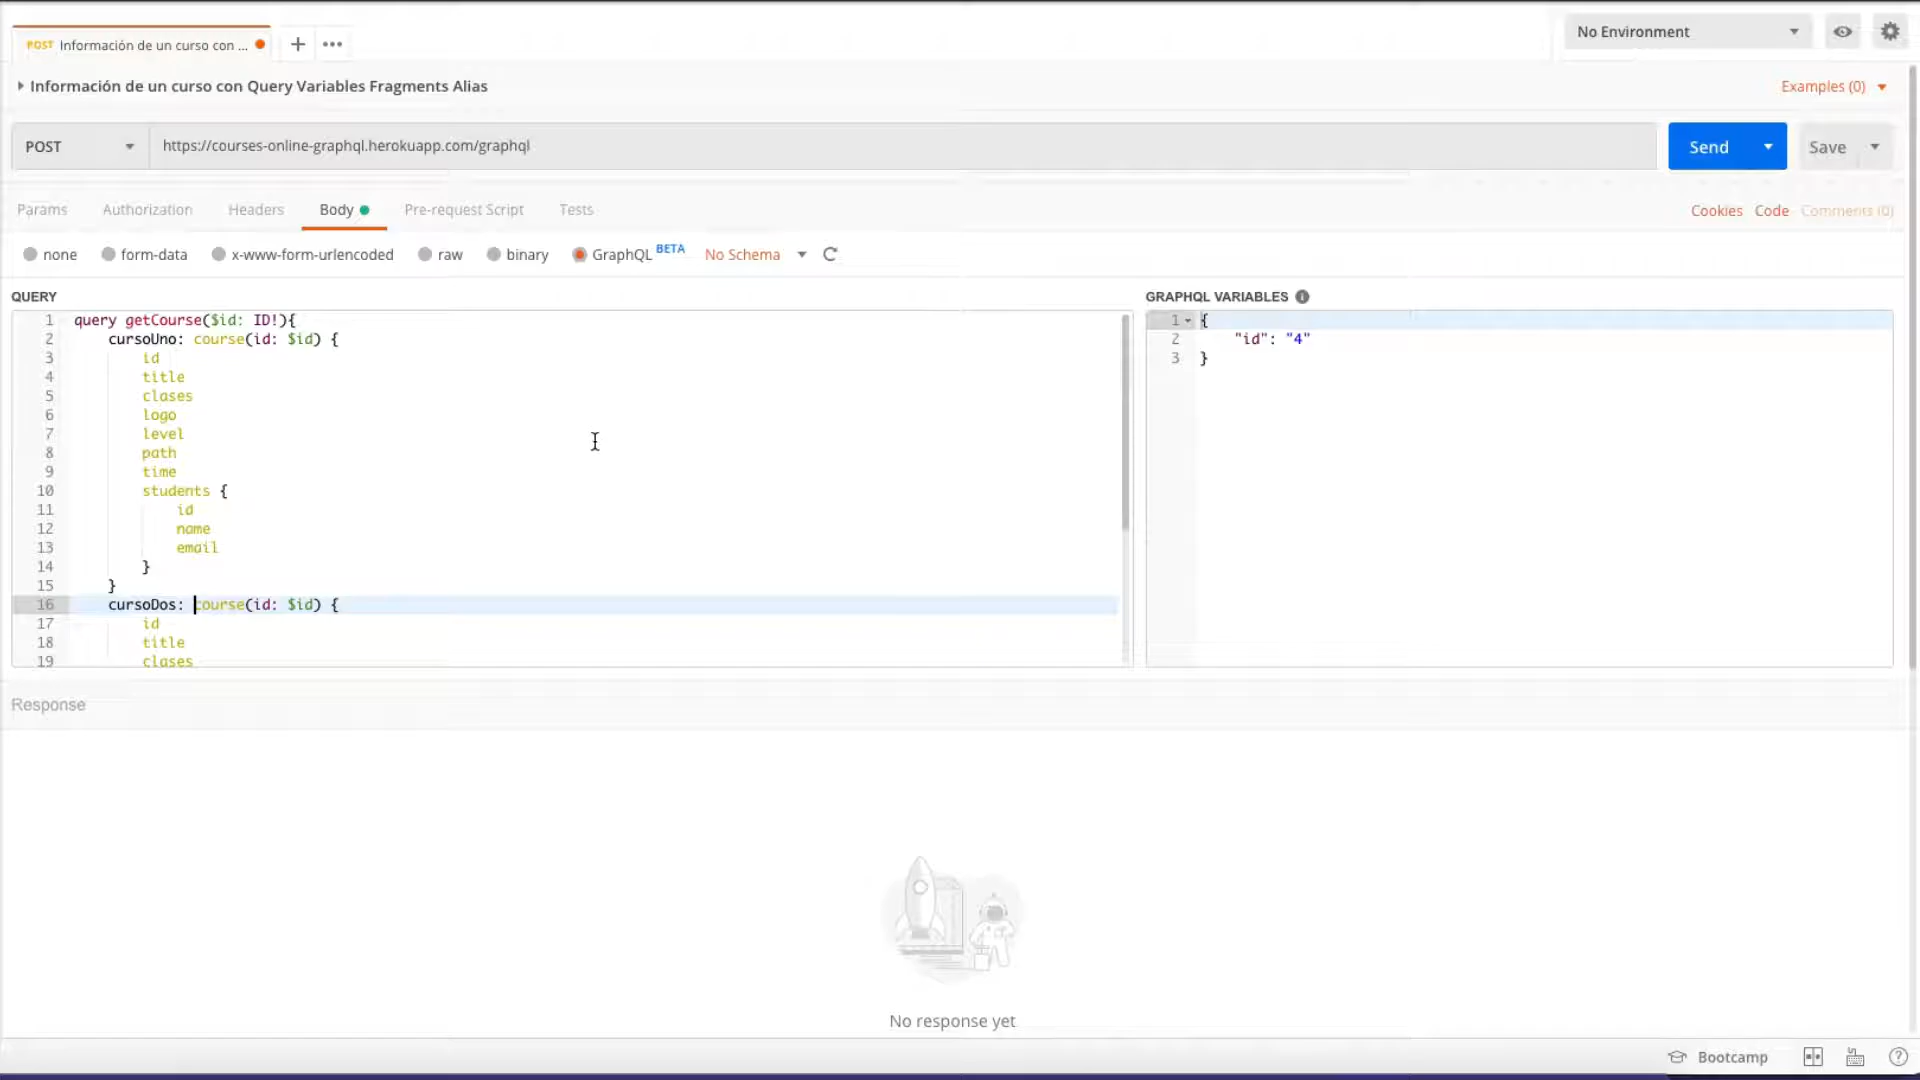 POST Información de un curso con ...
No Environment
Información de un curso con Query Variables Fragments Alias
Examples (0)
POST
https://courses-online-graphql.herokuapp.com/graphql
Send
Save
Params
Authorization
Headers
Body
Pre-request Script
Tests
Cookies
Code
Comments (0)
none
form-data
x-www-form-urlencoded
raw
binary
GraphQL BETA
No Schema
QUERY
1 query getCourse($id: ID!){
2 cursoUno: course(id: $id) {
3 id
4 title
5 clases
6 logo
7 level
8 path
9 time
10 students {
11 id
12 name
13 email
14 }
15 }
16 cursoDos: course(id: $id) {
17 id
18 title
19 clases
GRAPHQL VARIABLES
1 {
2 "id": "4"
3 }
Response
No response yet
Bootcamp